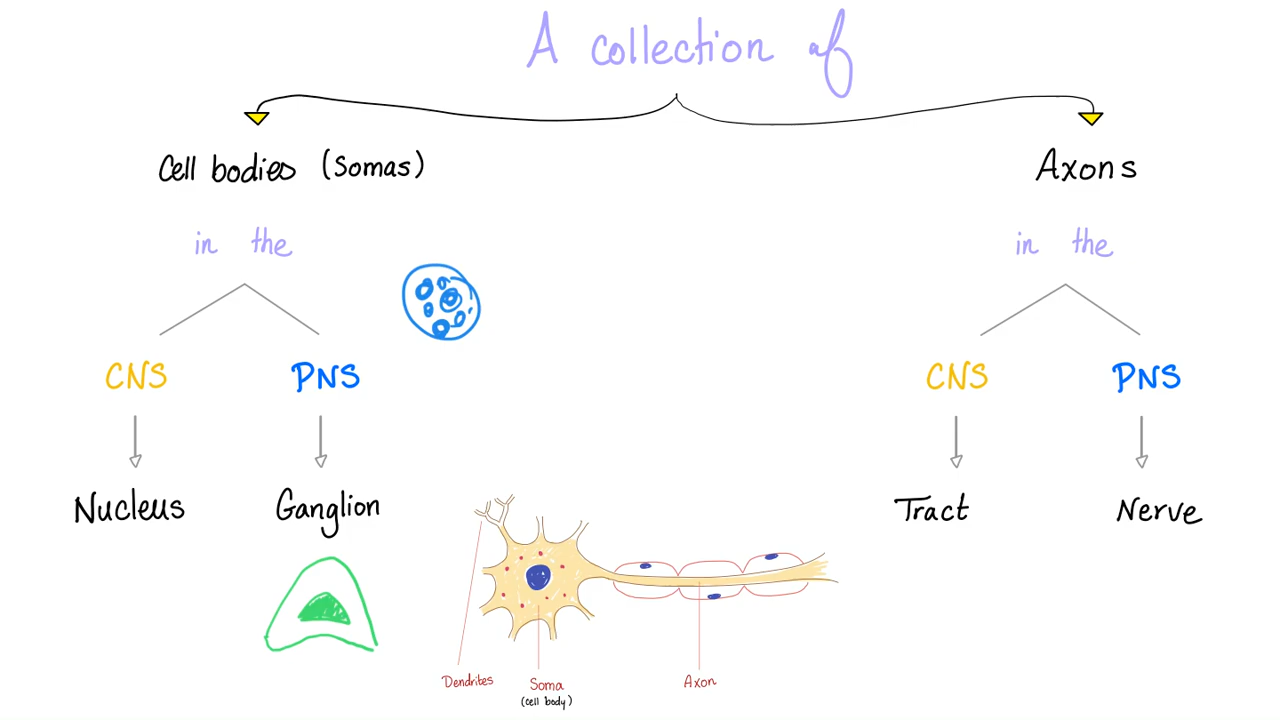 A collection of
Cell bodies (Somas)
Axons
in the
in the
CNS
PNS
CNS
PNS
Nucleus
Ganglion
Tract
Nerve
Dendrites
Soma
(cell body)
Axon